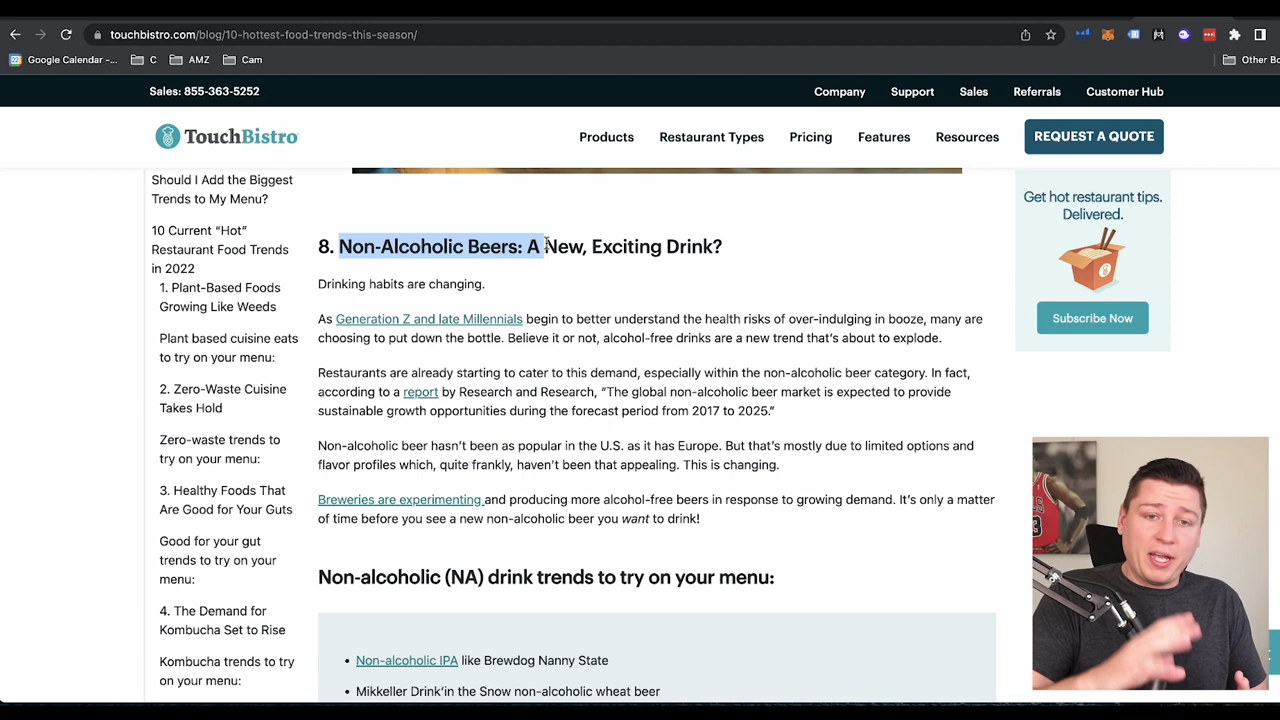 touchbistro.com/blog/10-hottest-food-trends-this-season/
Google Calendar -... C AMZ Cam Other Bo
Sales: 855-363-5252 Company Support Sales Referrals Customer Hub
TouchBistro Products Restaurant Types Pricing Features Resources REQUEST A QUOTE
Should I Add the Biggest
Trends to My Menu?
10 Current “Hot”
Restaurant Food Trends
in 2022
1. Plant-Based Foods
Growing Like Weeds
Plant based cuisine eats
to try on your menu:
2. Zero-Waste Cuisine
Takes Hold
Zero-waste trends to
try on your menu:
3. Healthy Foods That
Are Good for Your Guts
Good for your gut
trends to try on your
menu:
4. The Demand for
Kombucha Set to Rise
Kombucha trends to try
on your menu:
8. Non-Alcoholic Beers: A New, Exciting Drink?
Drinking habits are changing.
As Generation Z and late Millennials begin to better understand the health risks of over-indulging in booze, many are
choosing to put down the bottle. Believe it or not, alcohol-free drinks are a new trend that’s about to explode.
Restaurants are already starting to cater to this demand, especially within the non-alcoholic beer category. In fact,
according to a report by Research and Research, “The global non-alcoholic beer market is expected to provide
sustainable growth opportunities during the forecast period from 2017 to 2025.”
Non-alcoholic beer hasn’t been as popular in the U.S. as it has Europe. But that’s mostly due to limited options and
flavor profiles which, quite frankly, haven’t been that appealing. This is changing.
Breweries are experimenting and producing more alcohol-free beers in response to growing demand. It’s only a matter
of time before you see a new non-alcoholic beer you want to drink!
Non-alcoholic (NA) drink trends to try on your menu:
• Non-alcoholic IPA like Brewdog Nanny State
• Mikkeller Drink’in the Snow non-alcoholic wheat beer
Get hot restaurant tips.
Delivered.
Subscribe Now